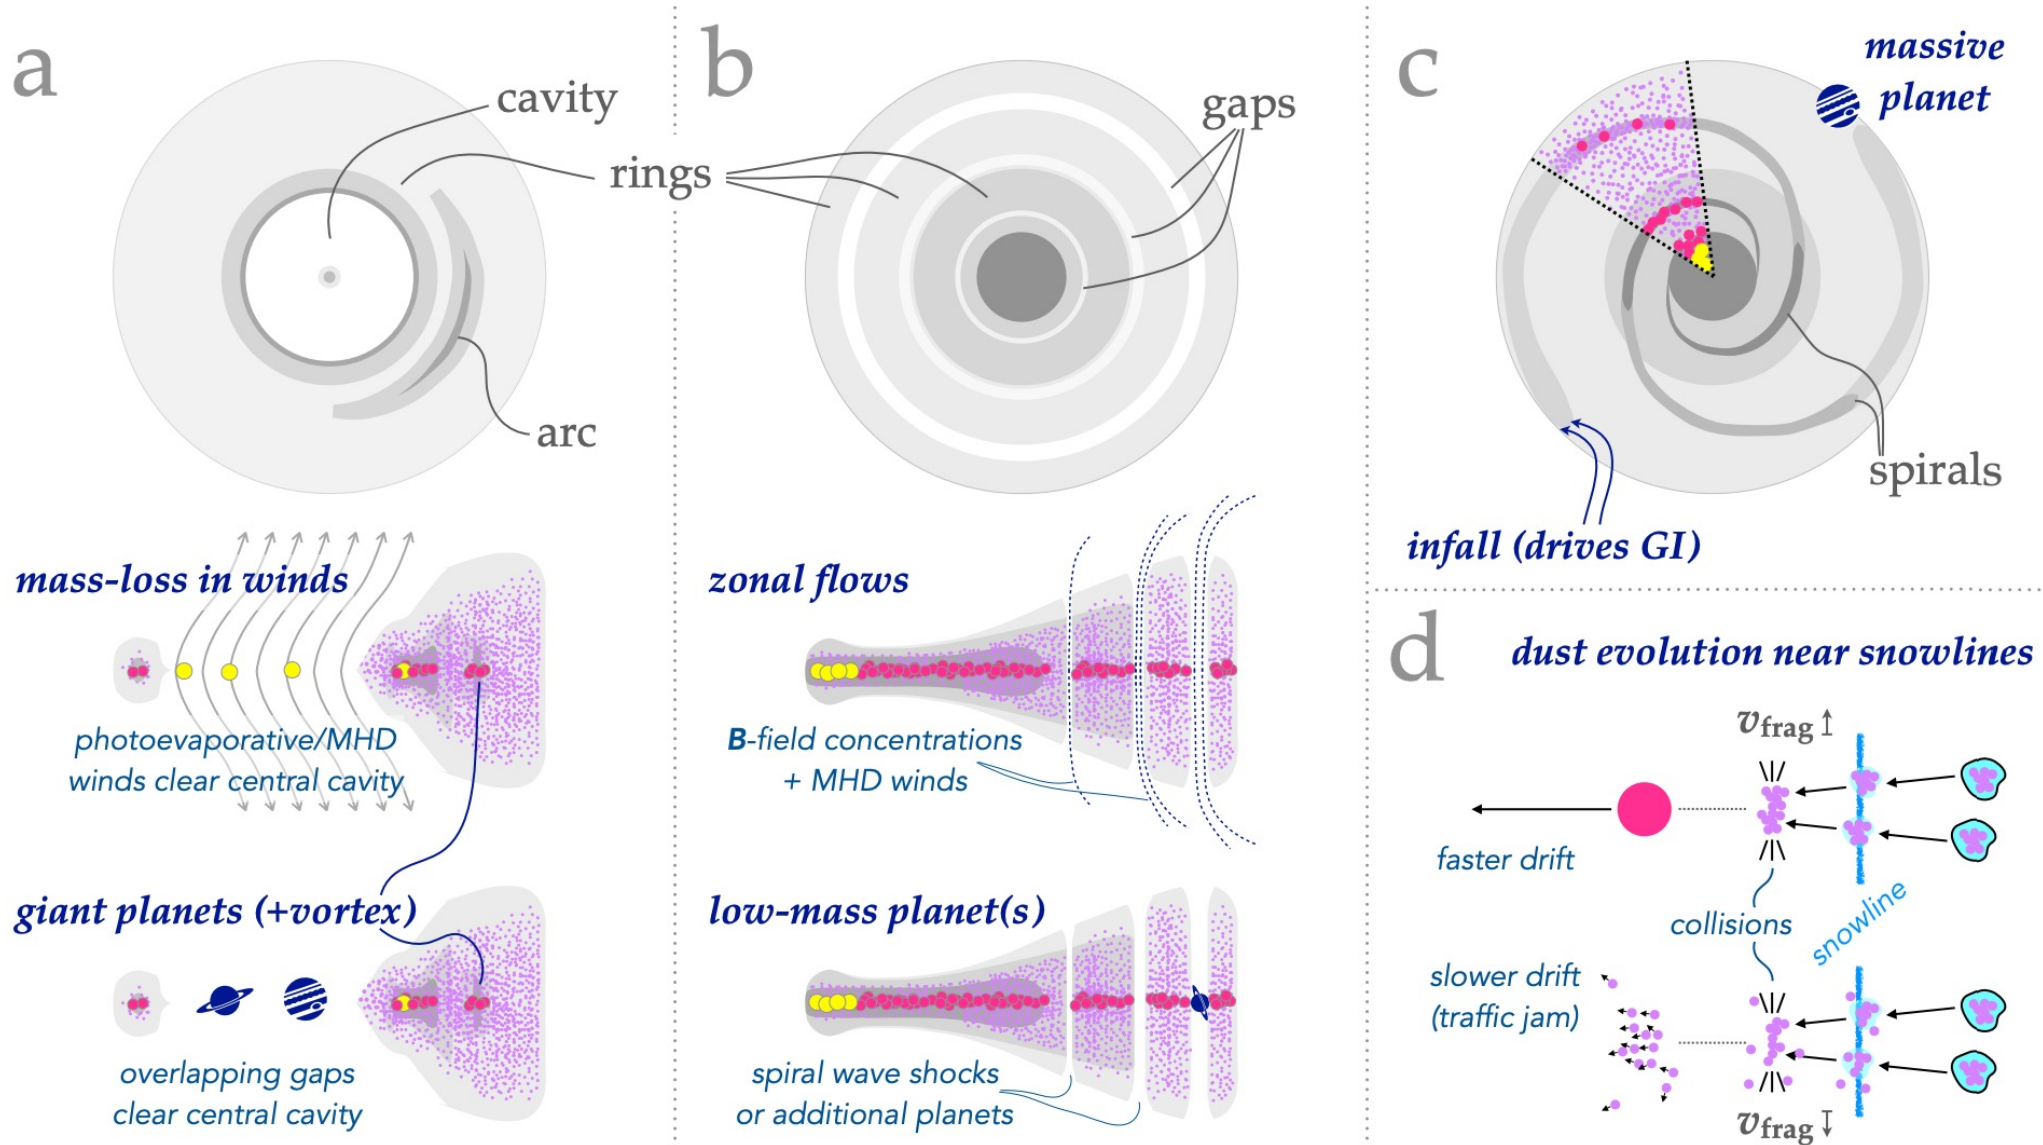 a
cavity
rings
arc
mass-loss in winds
photoevaporative/MHD
winds clear central cavity
giant planets (+vortex)
overlapping gaps
clear central cavity
b
gaps
zonal flows
B-field concentrations
+ MHD winds
low-mass planet(s)
spiral wave shocks
or additional planets
c
massive
planet
spirals
infall (drives GI)
d
dust evolution near snowlines
vfrag ↥
faster drift
collisions
snowline
slower drift
(traffic jam)
vfrag ↧